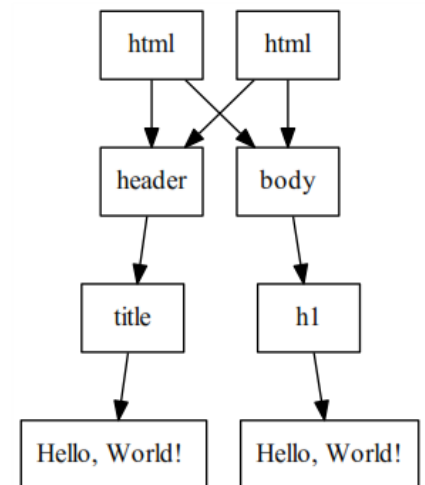 html
html
header
body
title
h1
Hello, World!
Hello, World!